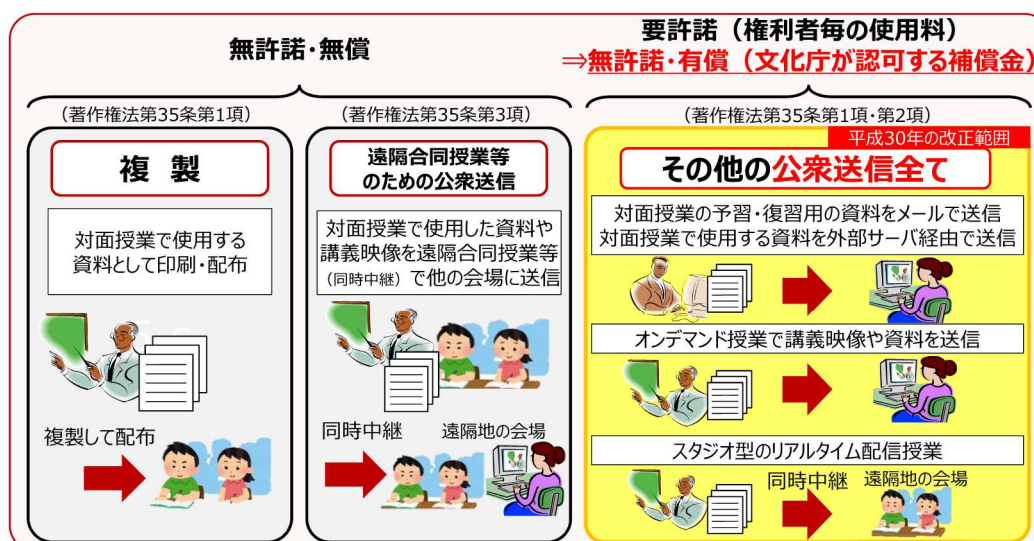 無許諾・無償
要許諾（権利者毎の使用料）
⇒無許諾・有償（文化庁が認可する補償金）
（著作権法第35条第1項）
（著作権法第35条第3項）
（著作権法第35条第1項・第2項）
複 製
対面授業で使用する
資料として印刷・配布
複製して配布
遠隔合同授業等
のための公衆送信
対面授業で使用した資料や
講義映像を遠隔合同授業等
（同時中継）で他の会場に送信
同時中継
遠隔地の会場
平成30年の改正範囲
その他の公衆送信全て
対面授業の予習・復習用の資料をメールで送信
対面授業で使用する資料を外部サーバ経由で送信
オンデマンド授業で講義映像や資料を送信
スタジオ型のリアルタイム配信授業
同時中継
遠隔地の会場